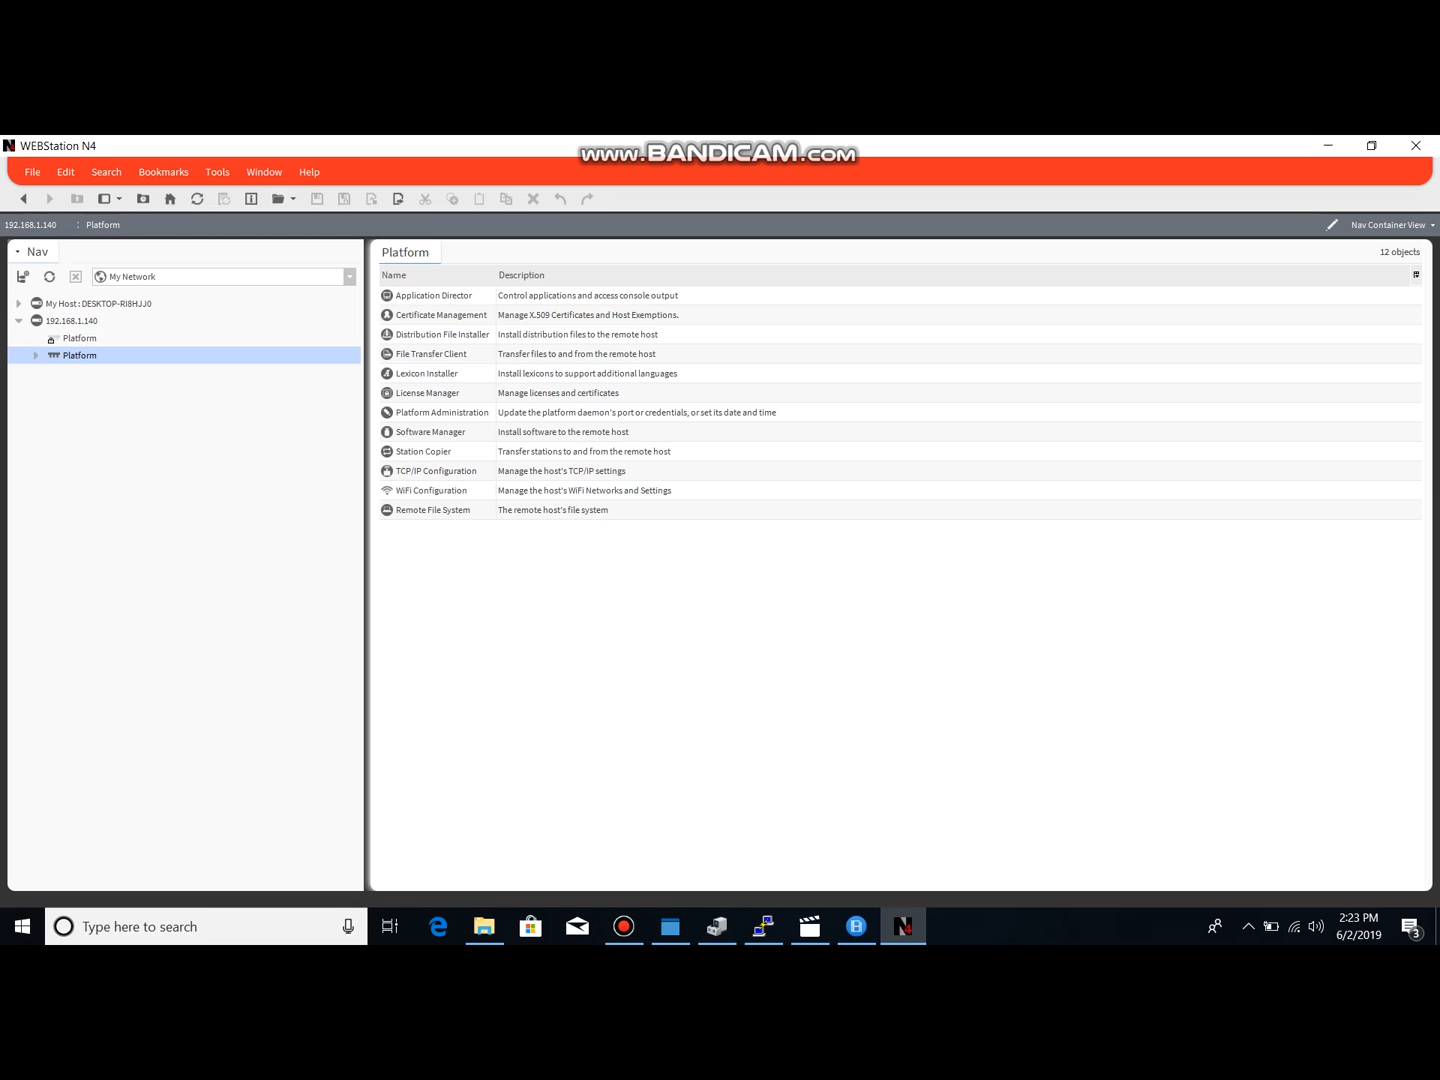 WEBStation N4
www.BANDICAM.com
File Edit Search Bookmarks Tools Window Help
192.168.1.140 : Platform
Nav Container View
Nav
My Network
My Host : DESKTOP-RI8HJJ0
192.168.1.140
Platform
Platform
Platform
12 objects
Name Description
Application Director Control applications and access console output
Certificate Management Manage X.509 Certificates and Host Exemptions.
Distribution File Installer Install distribution files to the remote host
File Transfer Client Transfer files to and from the remote host
Lexicon Installer Install lexicons to support additional languages
License Manager Manage licenses and certificates
Platform Administration Update the platform daemon's port or credentials, or set its date and time
Software Manager Install software to the remote host
Station Copier Transfer stations to and from the remote host
TCP/IP Configuration Manage the host's TCP/IP settings
WiFi Configuration Manage the host's WiFi Networks and Settings
Remote File System The remote host's file system
Type here to search
2:23 PM
6/2/2019
3